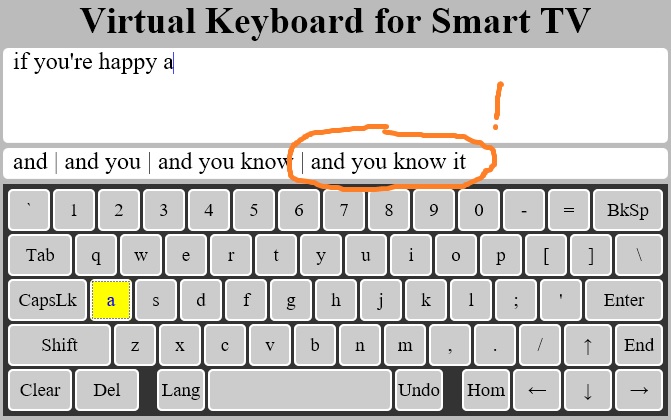 Virtual Keyboard for Smart TV
if you're happy a
!
and | and you | and you know | and you know it
` 1 2 3 4 5 6 7 8 9 0 - = BkSp
Tab q w e r t y u i o p [ ] \
CapsLk a s d f g h j k l ; ' Enter
Shift z x c v b n m , . / ↑ End
Clear Del Lang Undo Hom ← ↓ →